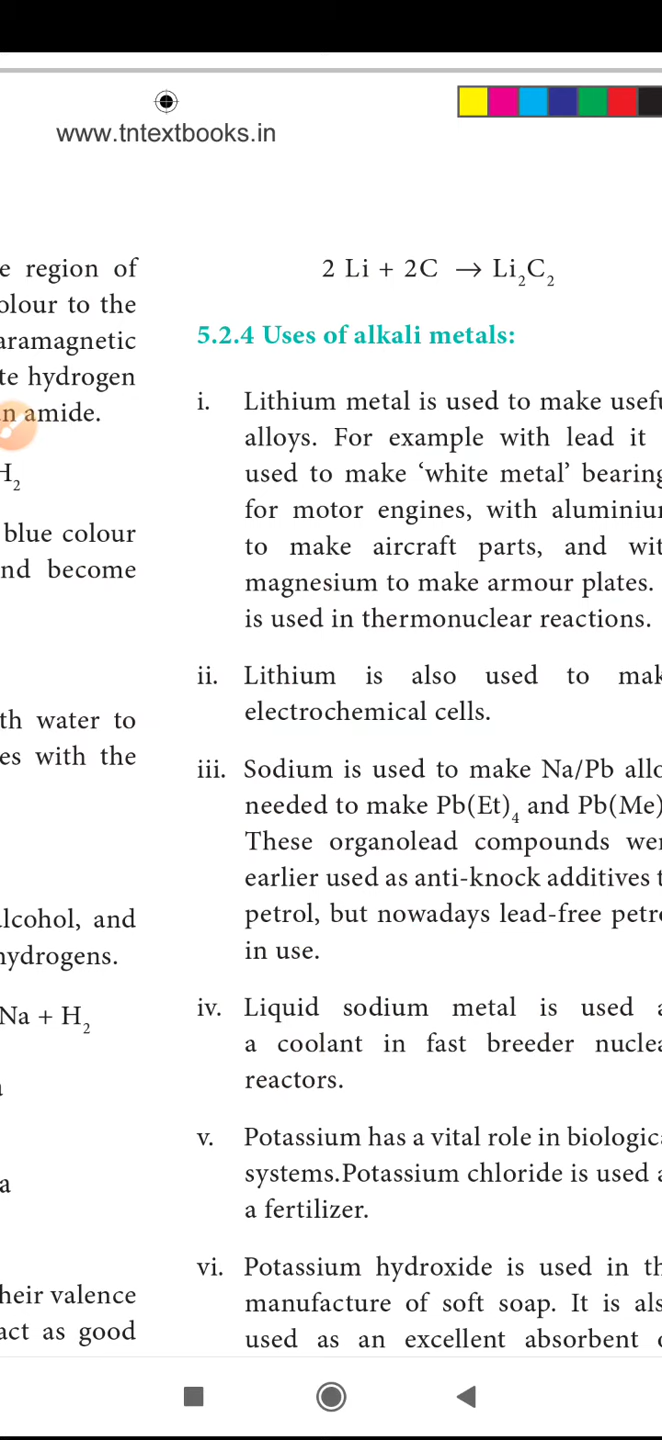 www.tntextbooks.in
e region of
olour to the
aramagnetic
te hydrogen
n amide.
H₂
blue colour
nd become
th water to
es with the
lcohol, and
hydrogens.
Na + H₂
a
heir valence
act as good
2 Li + 2C → Li₂C₂
5.2.4 Uses of alkali metals:
i. Lithium metal is used to make usefu
alloys. For example with lead it
used to make ‘white metal’ bearing
for motor engines, with aluminiu
to make aircraft parts, and wit
magnesium to make armour plates.
is used in thermonuclear reactions.
ii. Lithium is also used to mak
electrochemical cells.
iii. Sodium is used to make Na/Pb allo
needed to make Pb(Et)₄ and Pb(Me)
These organolead compounds wer
earlier used as anti-knock additives t
petrol, but nowadays lead-free petr
in use.
iv. Liquid sodium metal is used a
a coolant in fast breeder nuclea
reactors.
v. Potassium has a vital role in biologic
systems.Potassium chloride is used a
a fertilizer.
vi. Potassium hydroxide is used in th
manufacture of soft soap. It is als
used as an excellent absorbent